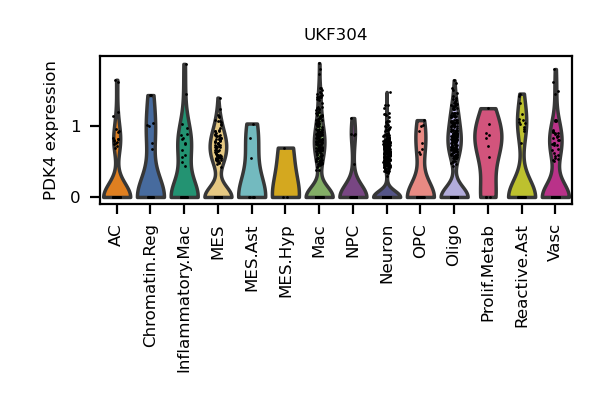 UKF304
PDK4 expression
1
0
AC
Chromatin.Reg
Inflammatory.Mac
MES
MES.Ast
MES.Hyp
Mac
NPC
Neuron
OPC
Oligo
Prolif.Metab
Reactive.Ast
Vasc